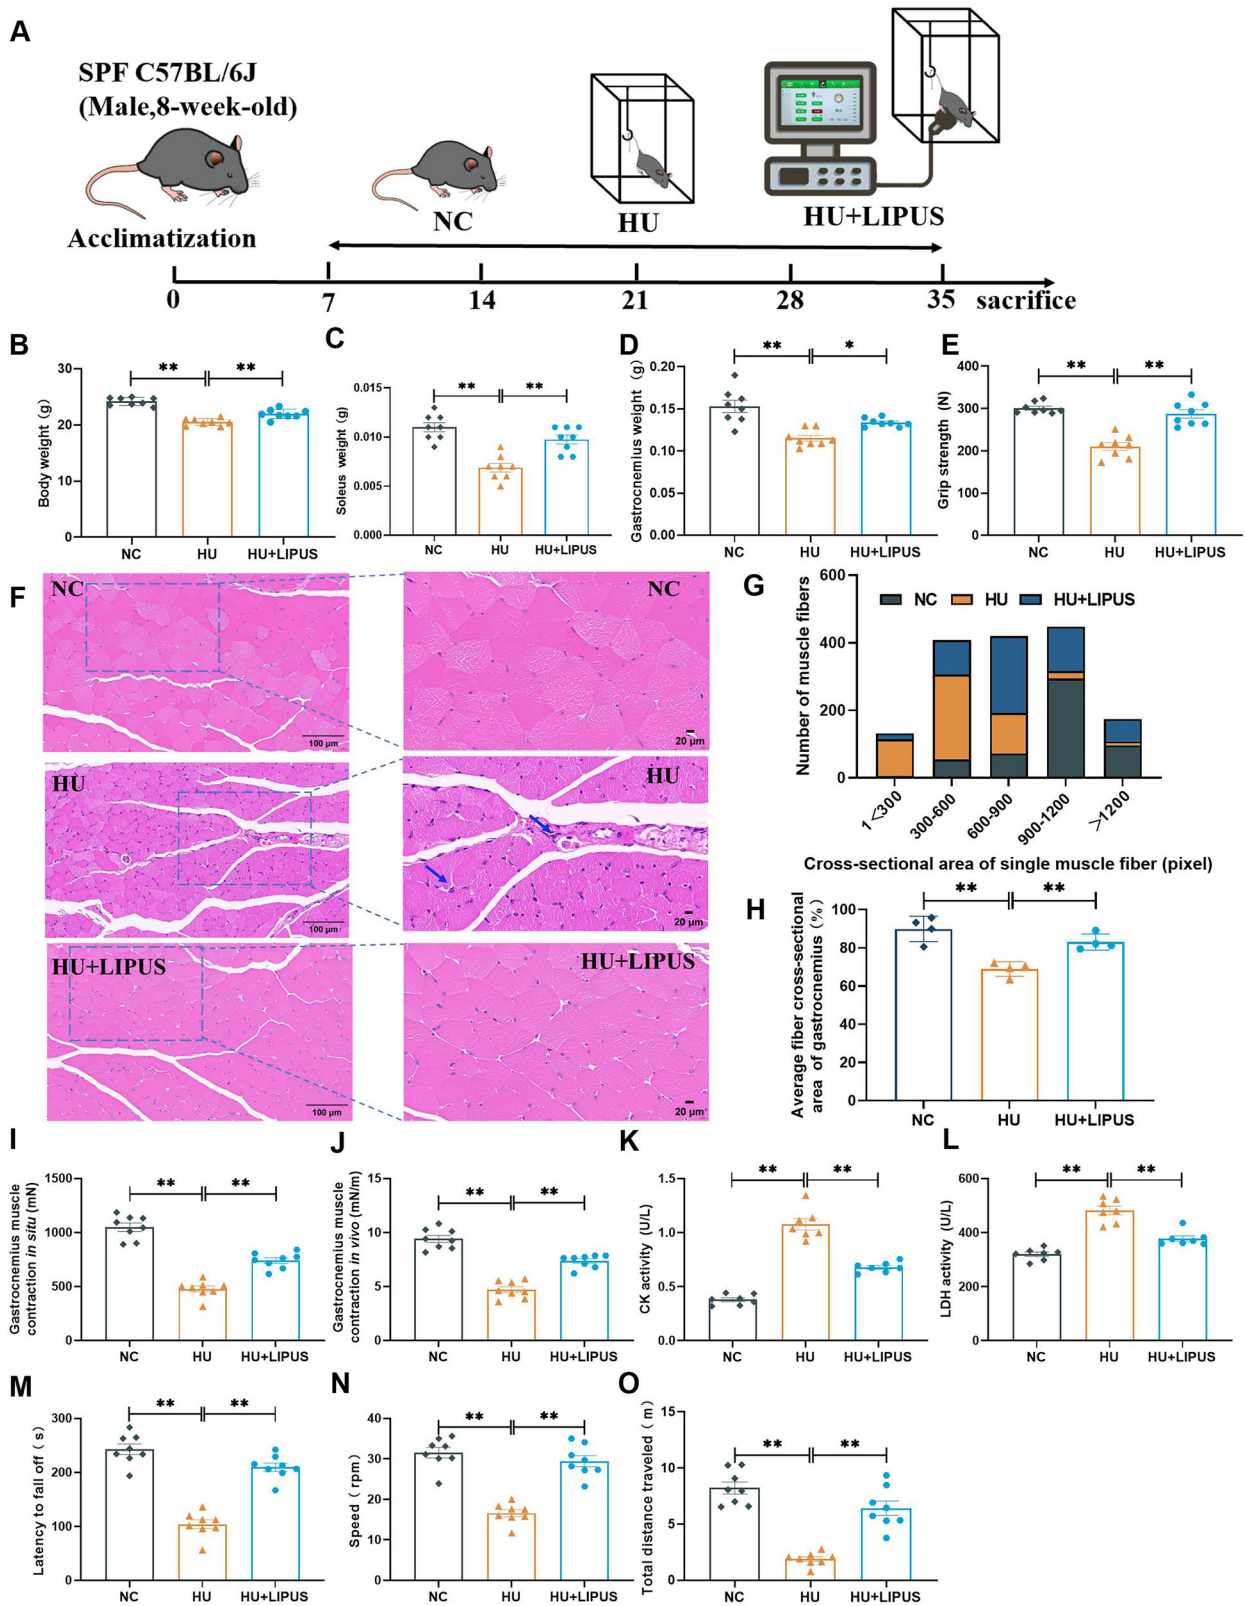 A
SPF C57BL/6J
(Male,8-week-old)
Acclimatization
NC
HU
HU+LIPUS
0
7
14
21
28
35
sacrifice
B
Body weight (g)
30
20
10
0
**
**
NC
HU
HU+LIPUS
C
Soleus weight (g)
0.015
0.010
0.005
0.000
**
**
NC
HU
HU+LIPUS
D
Gastrocnemius weight (g)
0.20
0.15
0.10
0.05
0.00
**
*
NC
HU
HU+LIPUS
E
Grip strength (N)
400
300
200
100
0
**
**
NC
HU
HU+LIPUS
F
NC
100 μm
NC
20 μm
HU
100 μm
HU
20 μm
HU+LIPUS
100 μm
HU+LIPUS
20 μm
G
Number of muscle fibers
600
400
200
0
NC
HU
HU+LIPUS
1 <300
300-600
600-900
900-1200
>1200
Cross-sectional area of single muscle fiber (pixel)
H
Average fiber cross-sectional
area of gastrocnemius (%)
100
80
60
40
20
0
**
**
NC
HU
HU+LIPUS
I
Gastrocnemius muscle
contraction in situ (mN)
1500
1000
500
0
**
**
NC
HU
HU+LIPUS
J
Gastrocnemius muscle
contraction in vivo (mN/m)
15
10
5
0
**
**
NC
HU
HU+LIPUS
K
CK activity (U/L)
1.5
1.0
0.5
0.0
**
**
NC
HU
HU+LIPUS
L
LDH activity (U/L)
600
400
200
0
**
**
NC
HU
HU+LIPUS
M
Latency to fall off (s)
300
200
100
0
**
**
NC
HU
HU+LIPUS
N
Speed (rpm)
40
30
20
10
0
**
**
NC
HU
HU+LIPUS
O
Total distance traveled (m)
15
10
5
0
**
**
NC
HU
HU+LIPUS